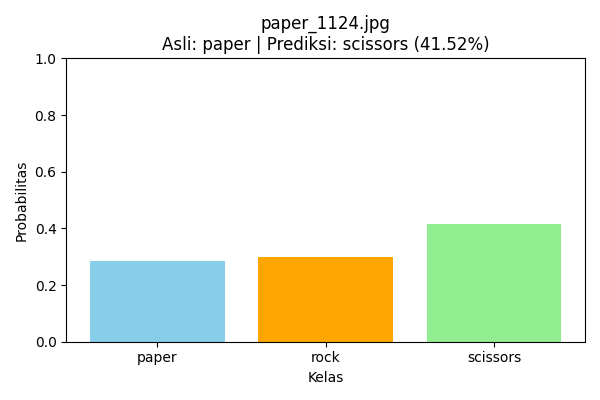 paper_1124.jpg
Asli: paper | Prediksi: scissors (41.52%)
1.0
0.8
0.6
0.4
0.2
0.0
Probabilitas
paper rock scissors
Kelas